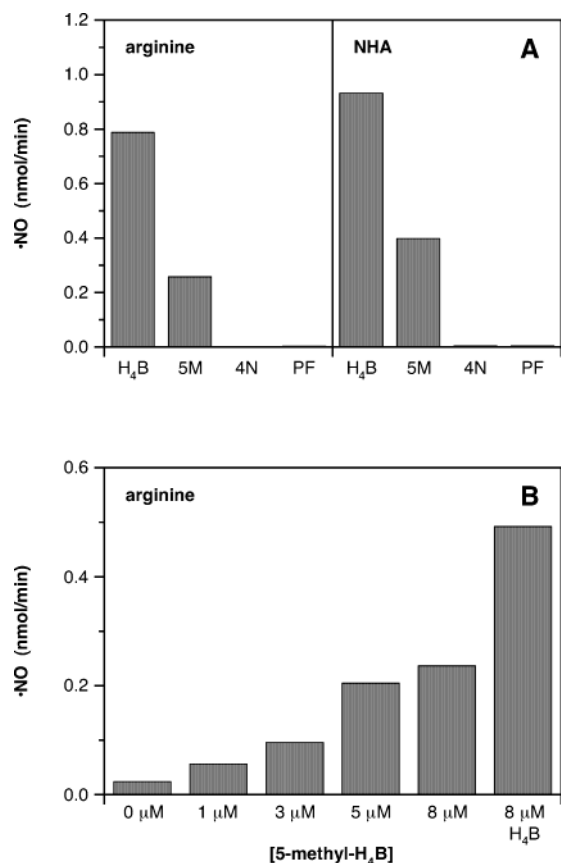 arginine NHA A
1.2
1.0
0.8
0.6
0.4
0.2
0.0
·NO (nmol/min)
H₄B 5M 4N PF H₄B 5M 4N PF
arginine B
0.6
0.4
0.2
0.0
·NO (nmol/min)
0 μM 1 μM 3 μM 5 μM 8 μM 8 μM
H₄B
[5-methyl-H₄B]